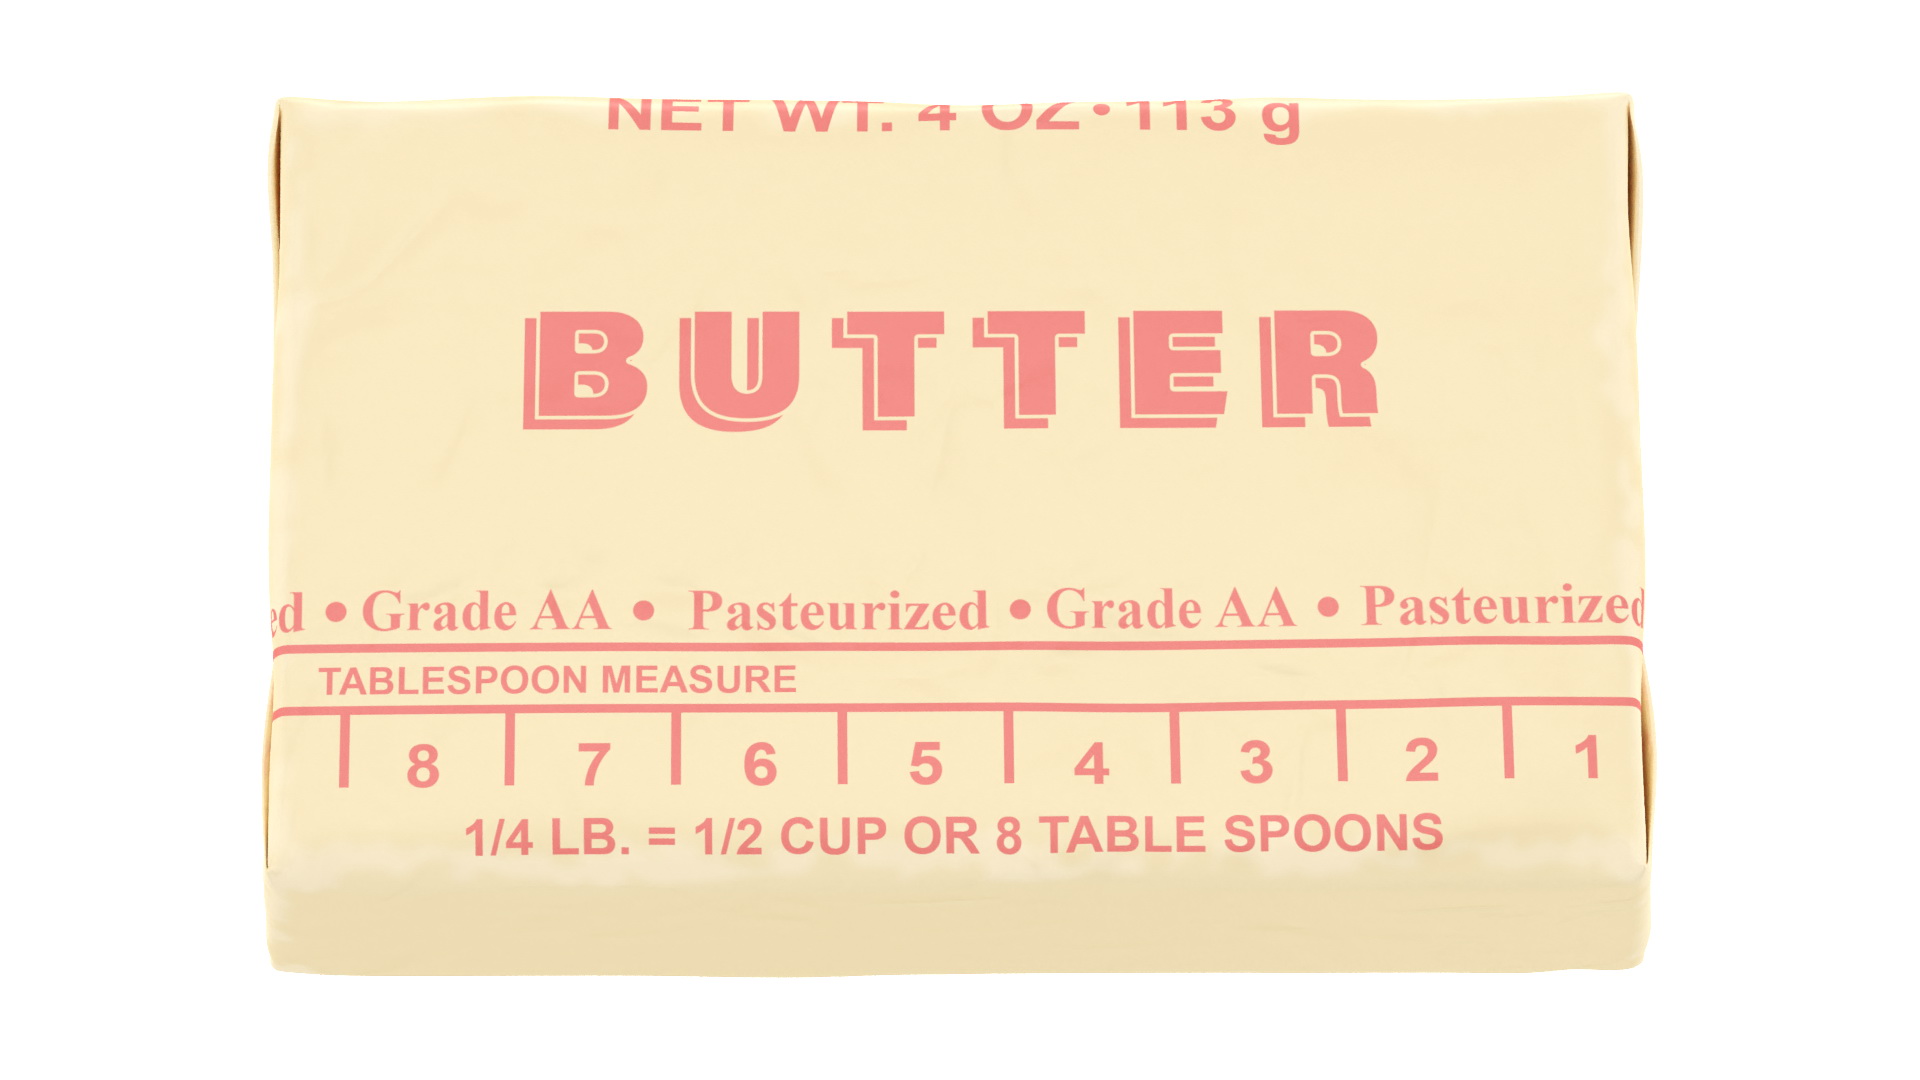 NET WT. 4 OZ•113 g
BUTTER
ed • Grade AA • Pasteurized • Grade AA • Pasteurized
TABLESPOON MEASURE
8 7 6 5 4 3 2 1
1/4 LB. = 1/2 CUP OR 8 TABLE SPOONS